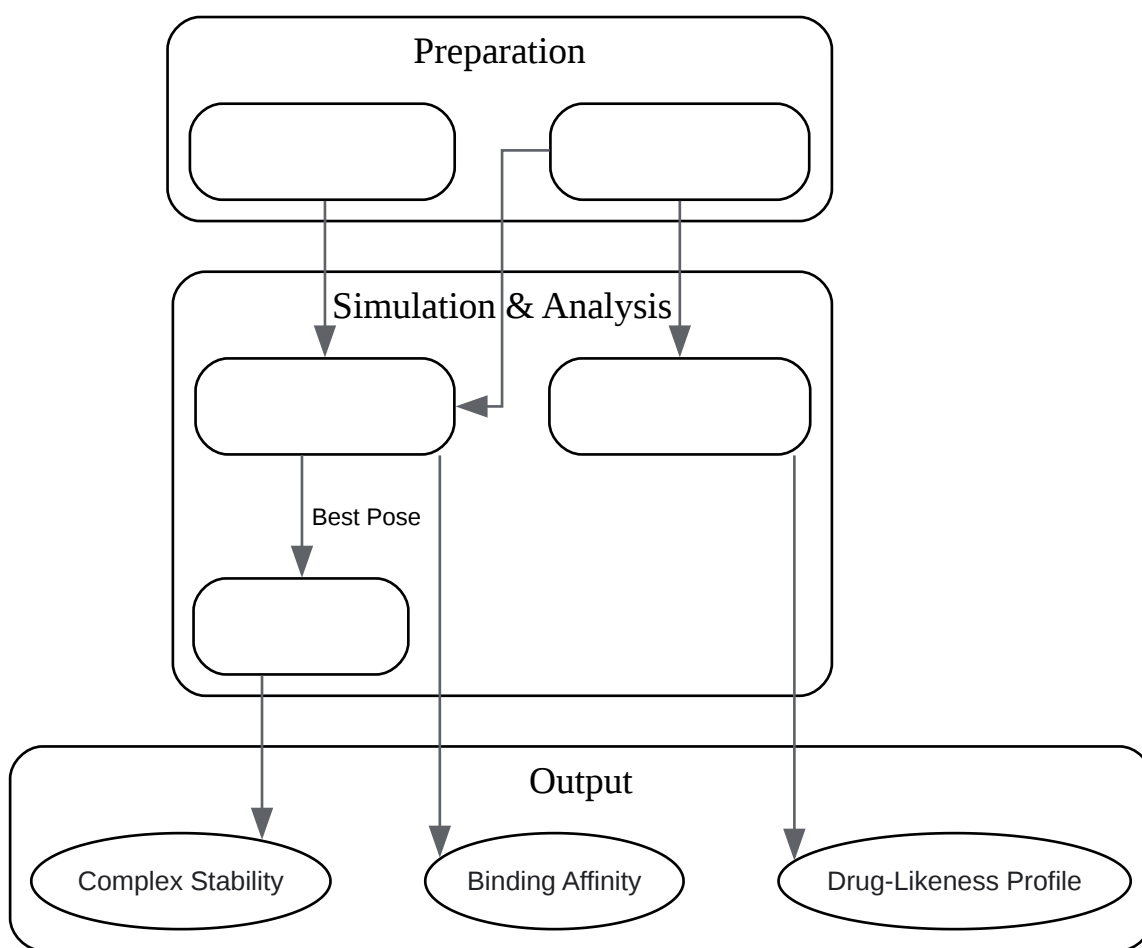 Preparation
Simulation & Analysis
Best Pose
Output
Complex Stability
Binding Affinity
Drug-Likeness Profile